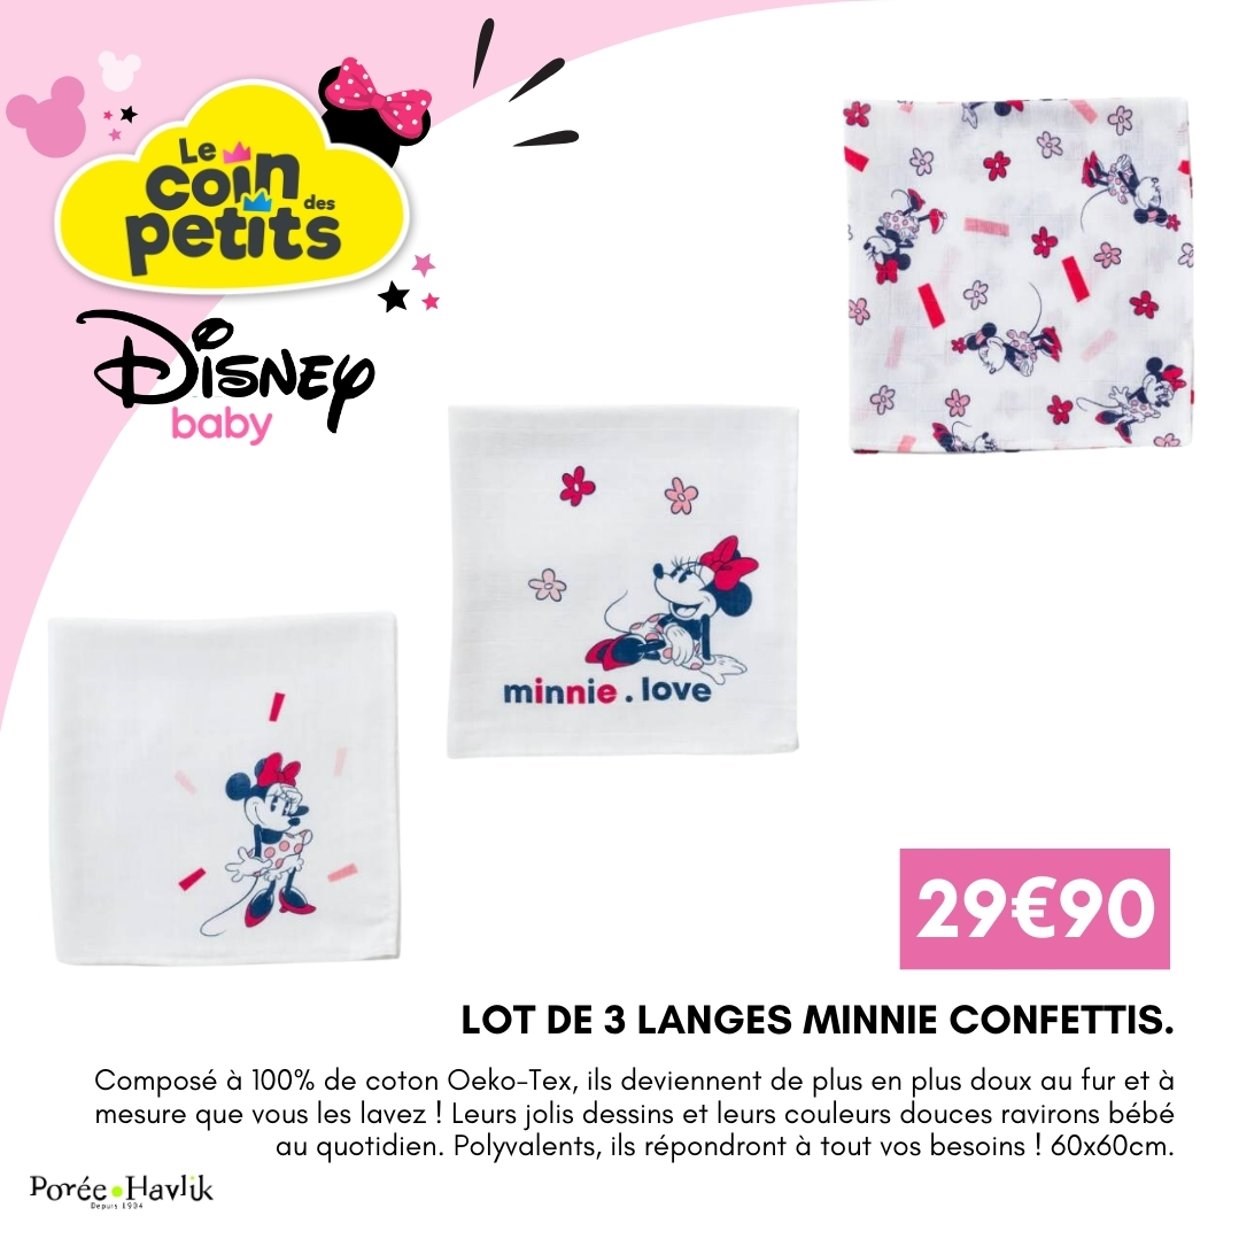 Le
coin
des
petits
Disney
baby
minnie . love
29€90
LOT DE 3 LANGES MINNIE CONFETTIS.
Composé à 100% de coton Oeko-Tex, ils deviennent de plus en plus doux au fur et à
mesure que vous les lavez ! Leurs jolis dessins et leurs couleurs douces ravirons bébé
au quotidien. Polyvalents, ils répondront à tout vos besoins ! 60x60cm.
Porée Havlik
Depuis 1934